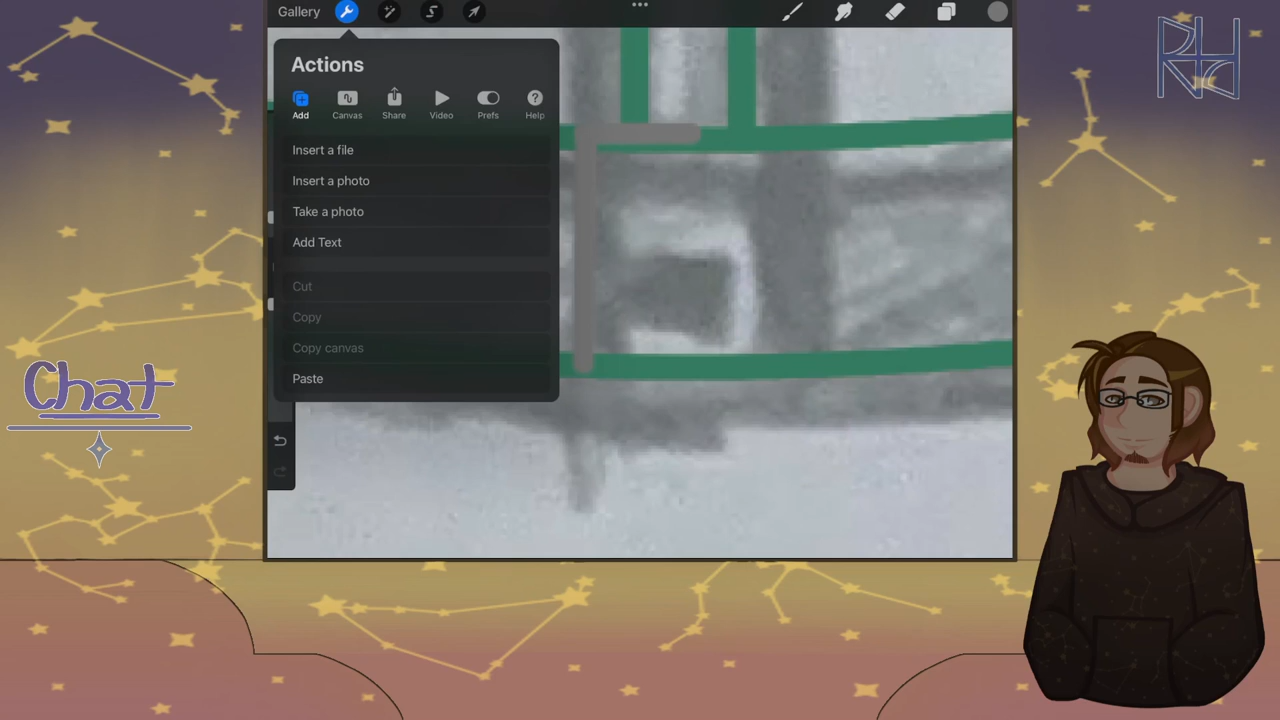 Gallery
Actions
Add Canvas Share Video Prefs Help
Insert a file
Insert a photo
Take a photo
Add Text
Cut
Copy
Copy canvas
Paste
Chat